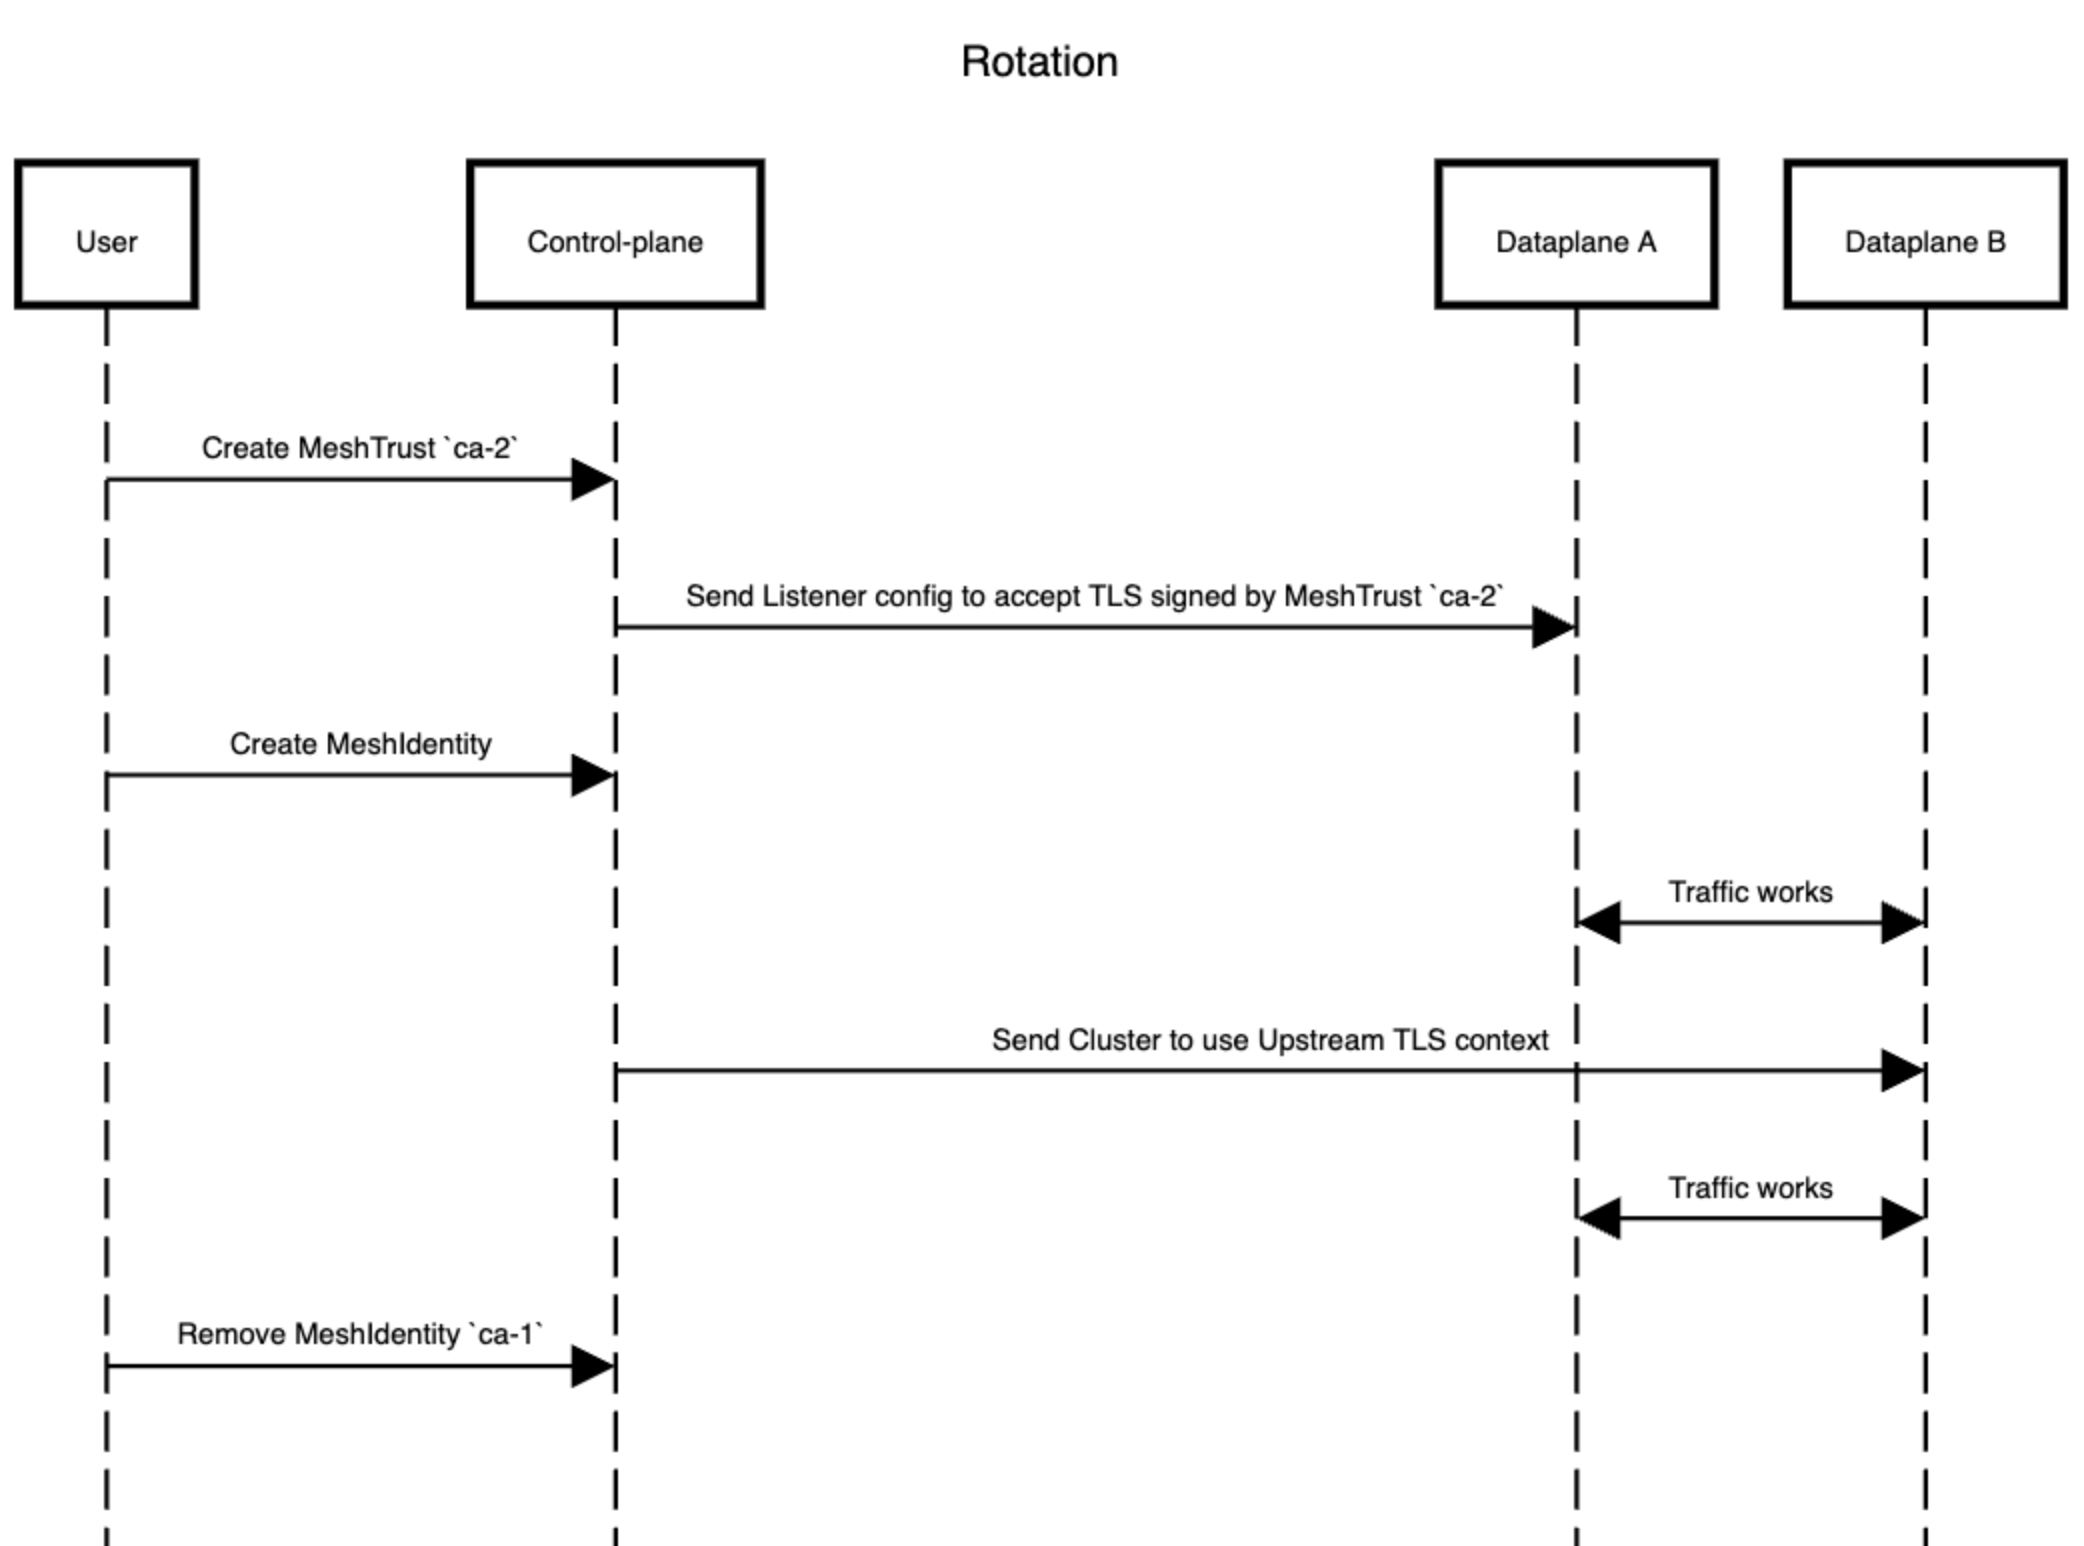 Rotation
User
Control-plane
Dataplane A
Dataplane B
Create MeshTrust `ca-2`
Send Listener config to accept TLS signed by MeshTrust `ca-2`
Create MeshIdentity
Traffic works
Send Cluster to use Upstream TLS context
Traffic works
Remove MeshIdentity `ca-1`